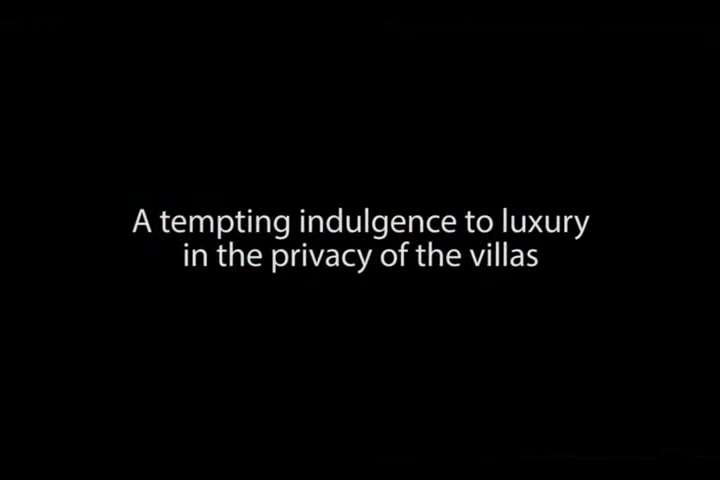 A tempting indulgence to luxury
in the privacy of the villas